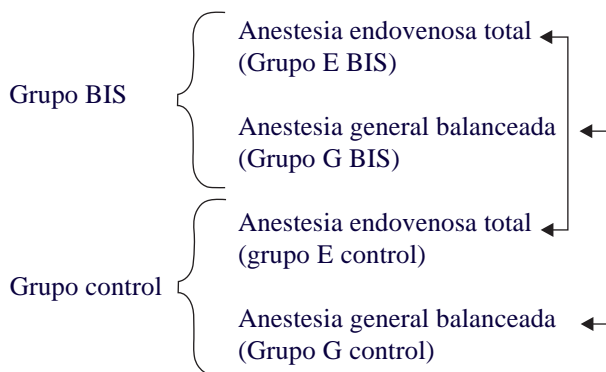 Grupo BIS
Anestesia endovenosa total
(Grupo E BIS)
Anestesia general balanceada
(Grupo G BIS)
Grupo control
Anestesia endovenosa total
(grupo E control)
Anestesia general balanceada
(Grupo G control)